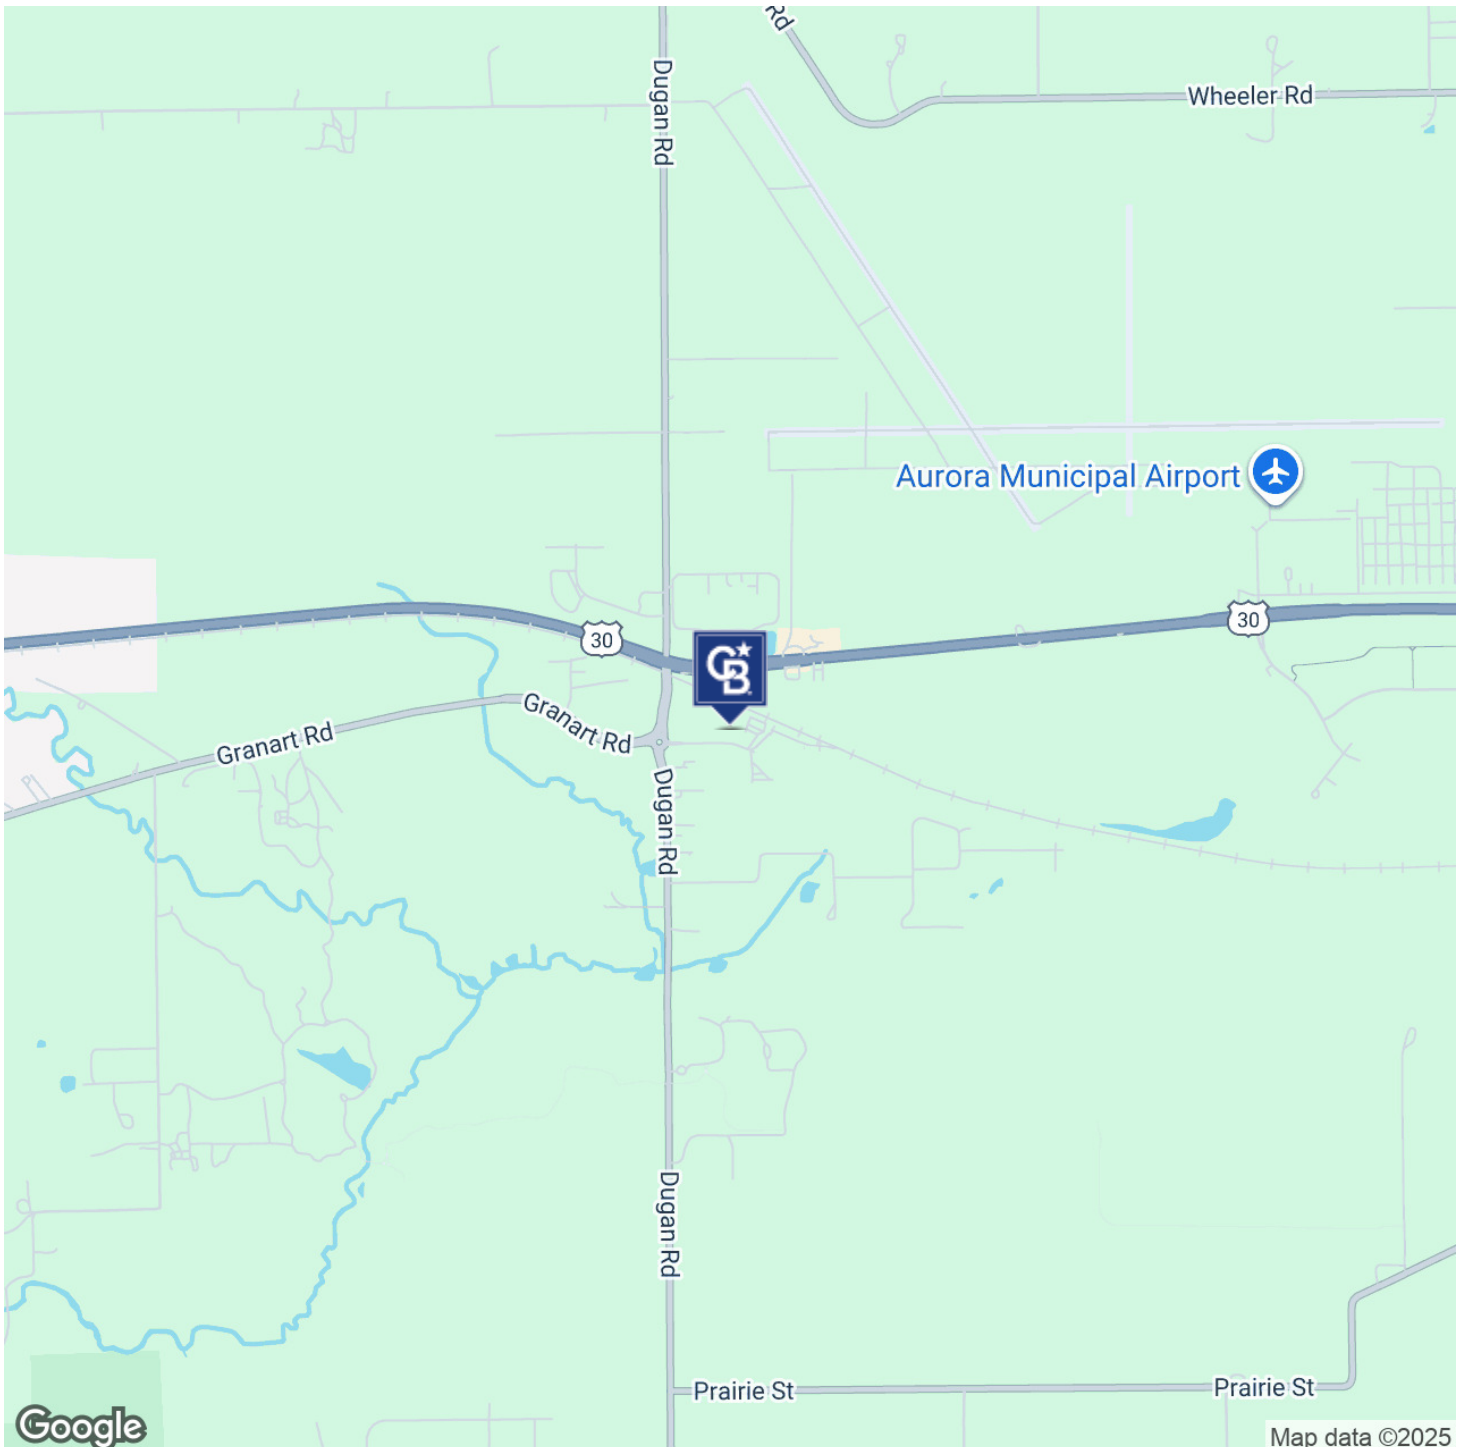 Rd
Dugan Rd
Wheeler Rd
Aurora Municipal Airport
30
30
CB
Granart Rd
Granart Rd
Dugan Rd
Dugan Rd
Prairie St
Prairie St
Google
Map data ©2025